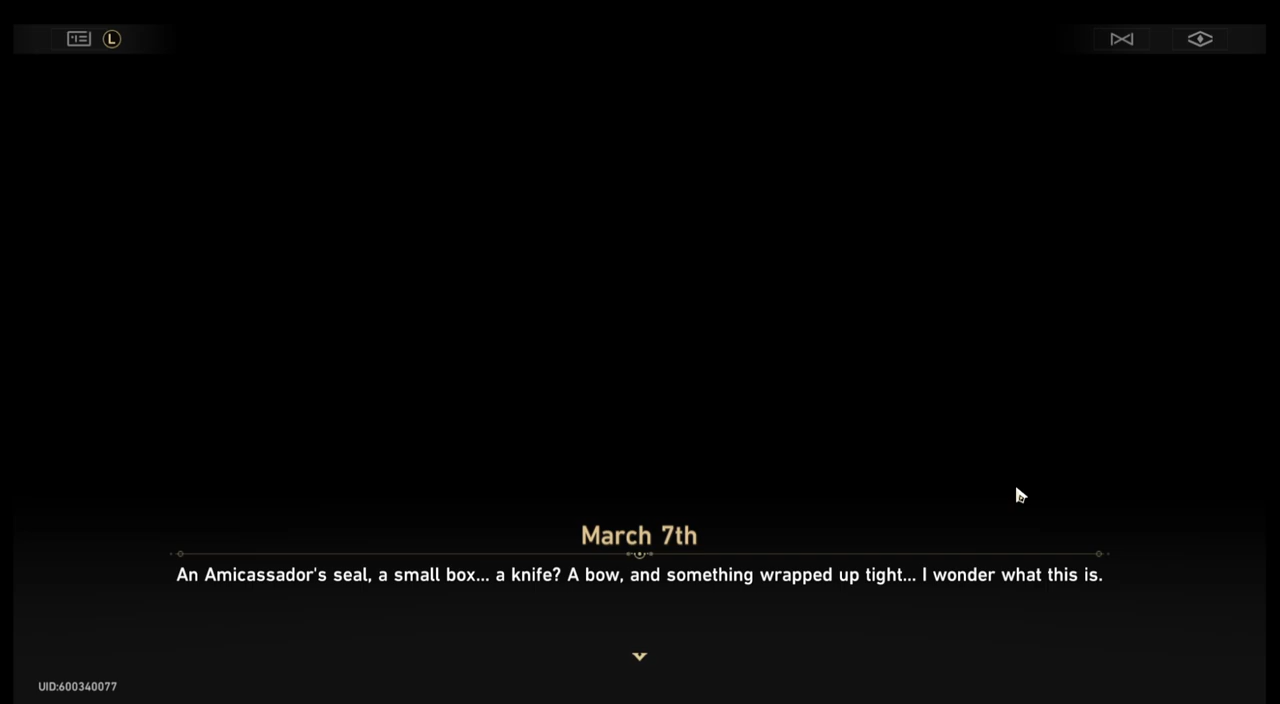 L
March 7th
An Amicassador's seal, a small box... a knife? A bow, and something wrapped up tight... I wonder what this is.
UID:600340077